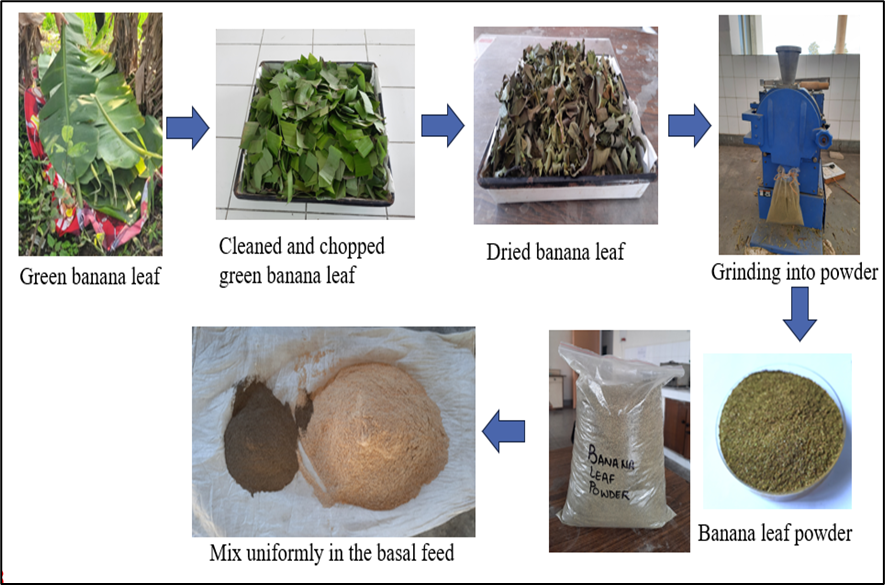 Green banana leaf
Cleaned and chopped
green banana leaf
Dried banana leaf
Grinding into powder
Banana leaf powder
BANANA
LEAF
POWDER
Mix uniformly in the basal feed